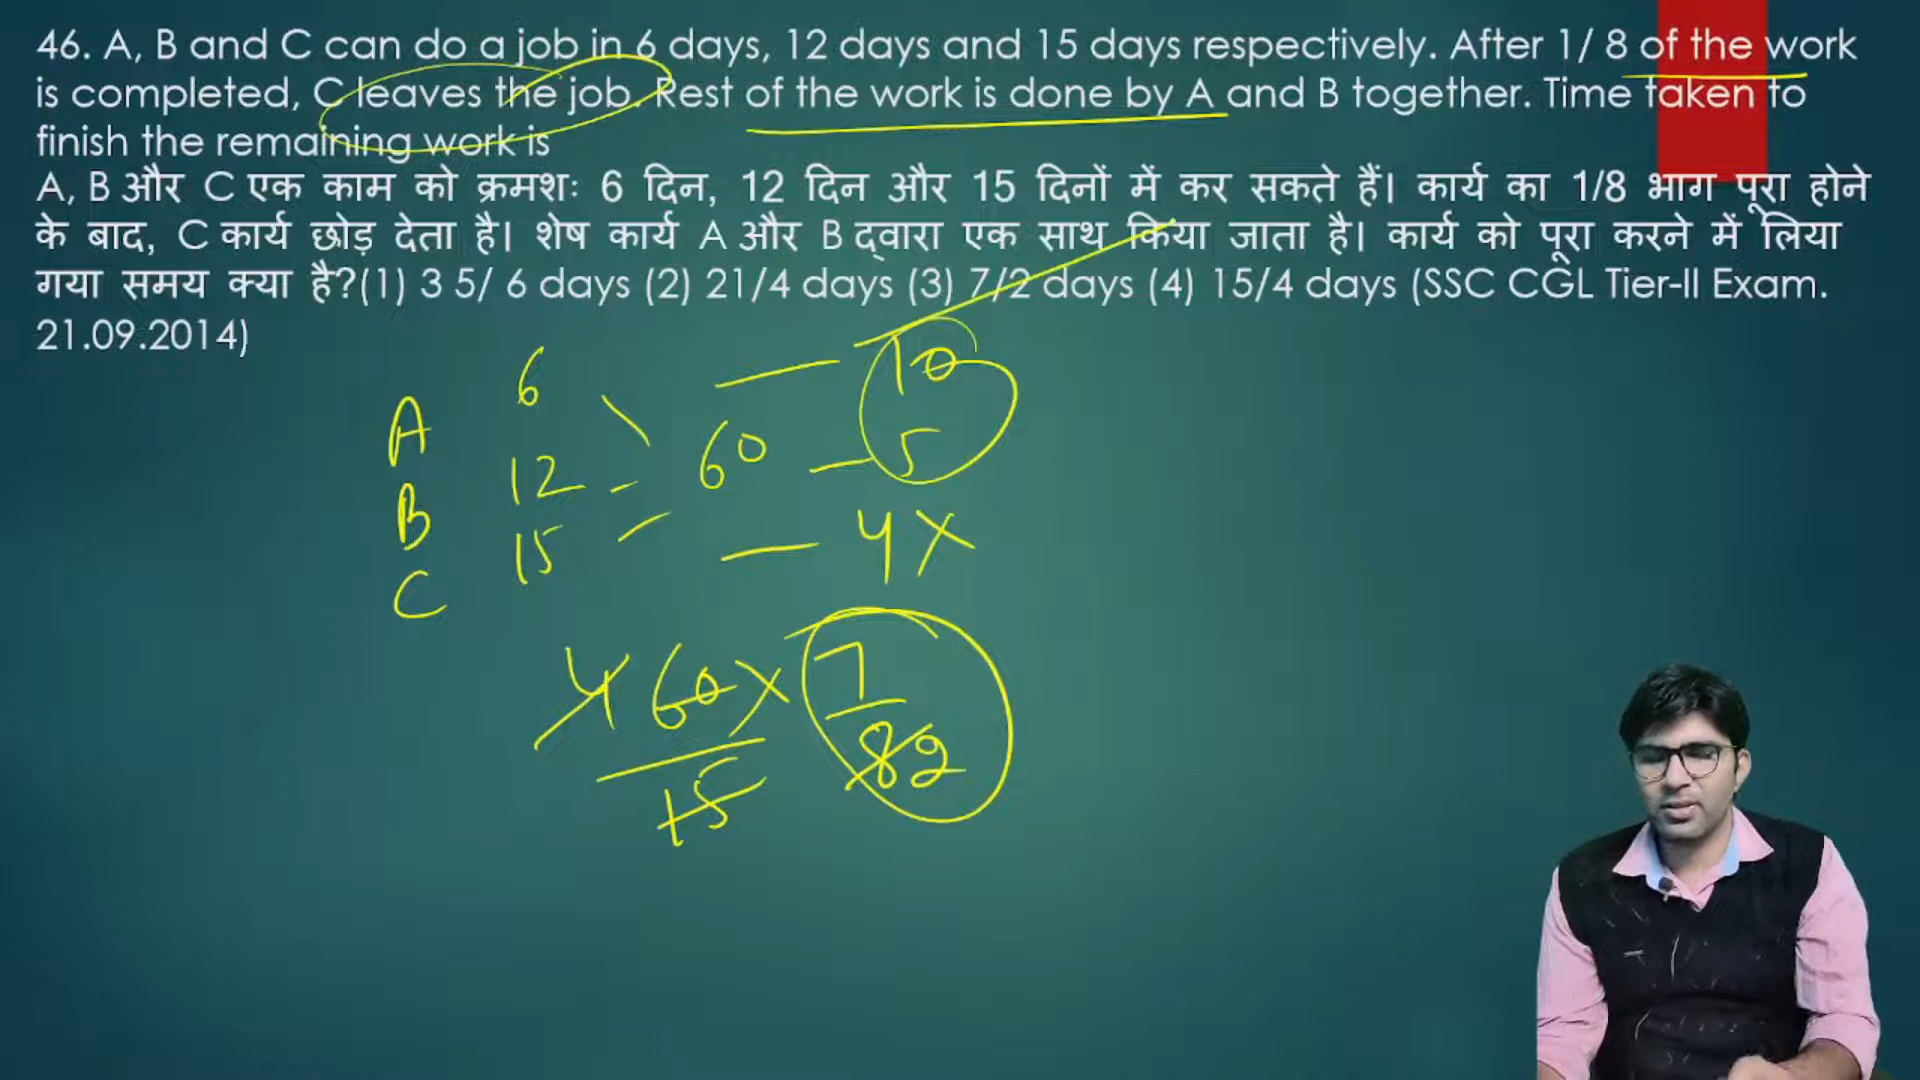 46. A, B and C can do a job in 6 days, 12 days and 15 days respectively. After 1/ 8 of the work
is completed, C leaves the job. Rest of the work is done by A and B together. Time taken to
finish the remaining work is
A, B और C एक काम को क्रमशः 6 दिन, 12 दिन और 15 दिनों में कर सकते हैं। कार्य का 1/8 भाग पूरा होने
के बाद, C कार्य छोड़ देता है। शेष कार्य A और B द्वारा एक साथ किया जाता है। कार्य को पूरा करने में लिया
गया समय क्या है?(1) 3 5/ 6 days (2) 21/4 days (3) 7/2 days (4) 15/4 days (SSC CGL Tier-II Exam.
21.09.2014)
A 6 10
B 12 60 5
C 15 4 X
4 60 X 7
15 8 2